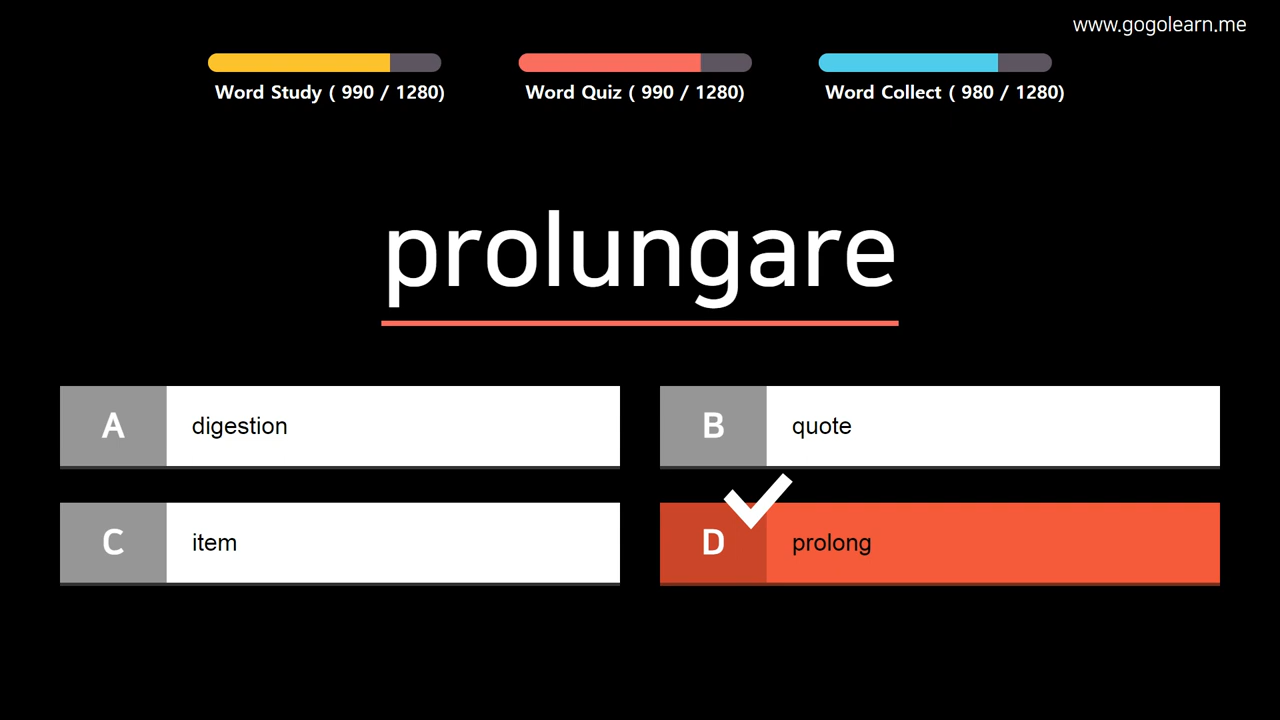 www.gogolearn.me
Word Study ( 990 / 1280)
Word Quiz ( 990 / 1280)
Word Collect ( 980 / 1280)
prolungare
A digestion
B quote
C item
D prolong